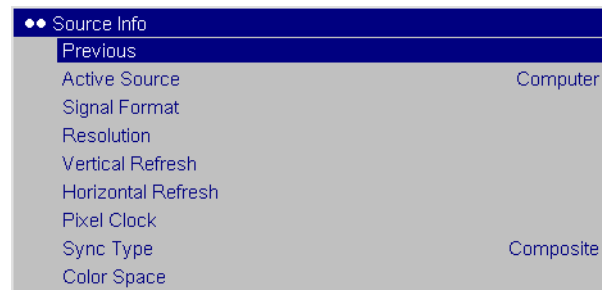 Source Info
Previous
Active Source Computer
Signal Format
Resolution
Vertical Refresh
Horizontal Refresh
Pixel Clock
Sync Type Composite
Color Space